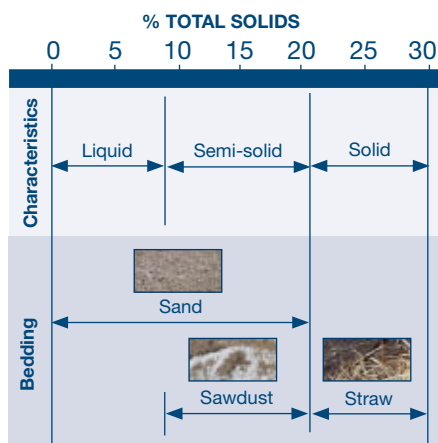 % TOTAL SOLIDS
0 5 10 15 20 25 30
Characteristics
Liquid Semi-solid Solid
Bedding
Sand
Sawdust Straw